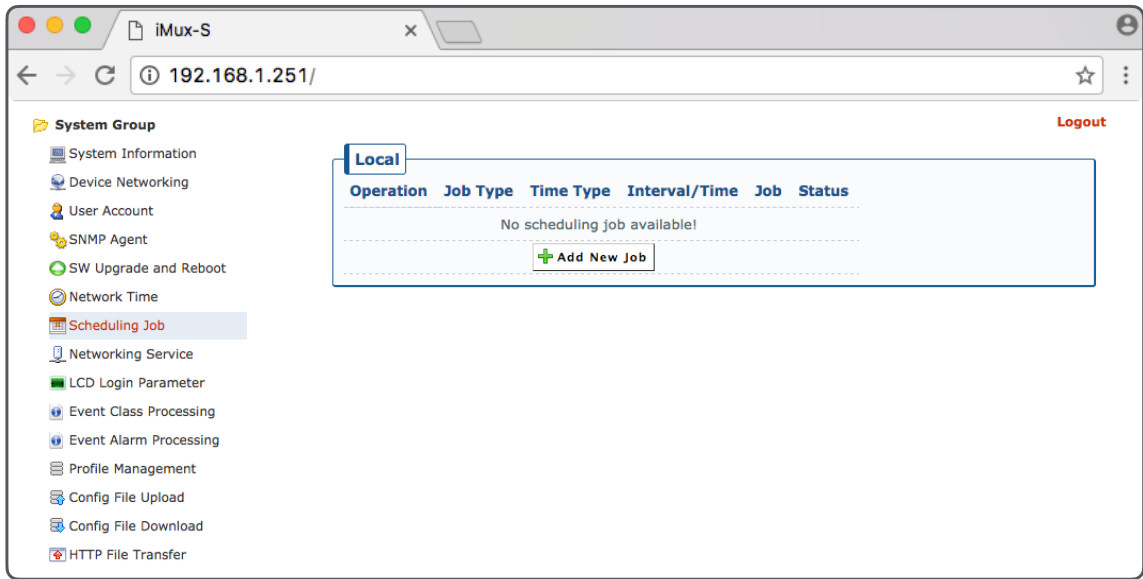 iMux-S
192.168.1.251/
System Group
System Information
Device Networking
User Account
SNMP Agent
SW Upgrade and Reboot
Network Time
Scheduling Job
Networking Service
LCD Login Parameter
Event Class Processing
Event Alarm Processing
Profile Management
Config File Upload
Config File Download
HTTP File Transfer
Logout
Local
Operation Job Type Time Type Interval/Time Job Status
No scheduling job available!
Add New Job